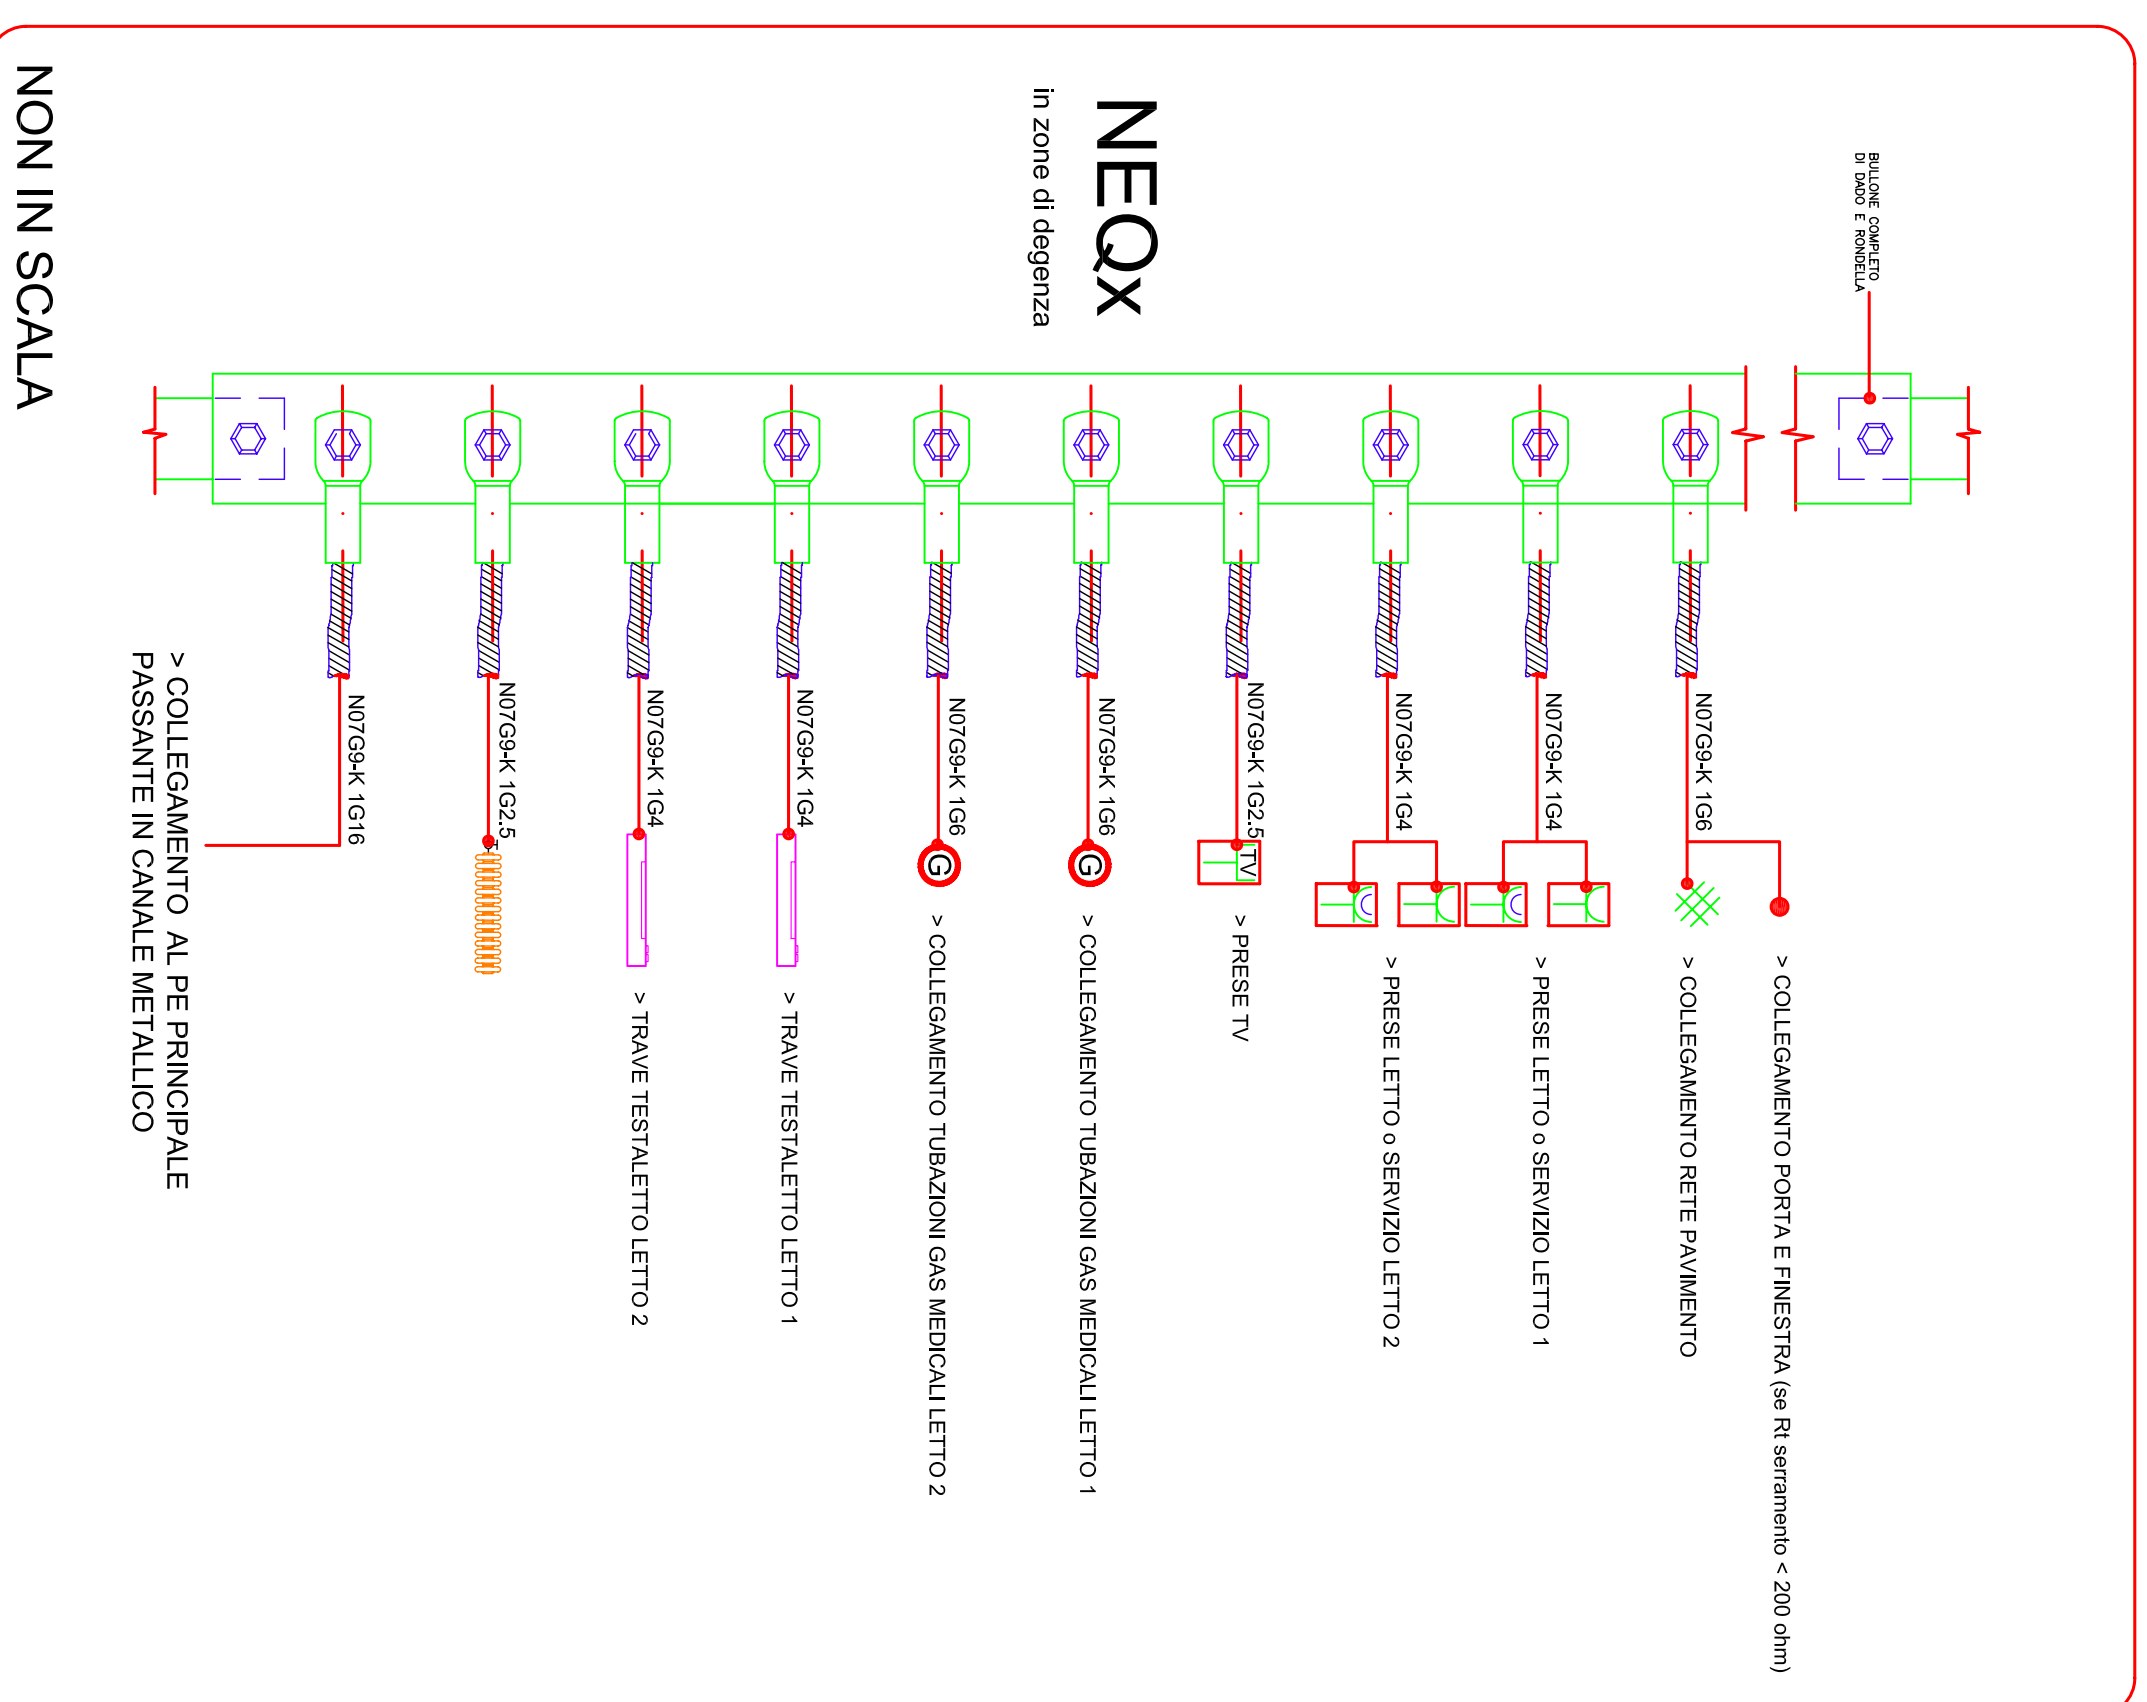 BULLONE COMPLETO
DI DADO E RONDELLA
NEQx
in zone di degenza
N07G9-K 1G6
> COLLEGAMENTO PORTA E FINESTRA (se Rt serramento < 200 ohm)
> COLLEGAMENTO RETE PAVIMENTO
N07G9-K 1G4
> PRESE LETTO o SERVIZIO LETTO 1
N07G9-K 1G4
> PRESE LETTO o SERVIZIO LETTO 2
N07G9-K 1G2.5
TV
> PRESE TV
N07G9-K 1G6
G
> COLLEGAMENTO TUBAZIONI GAS MEDICALI LETTO 1
N07G9-K 1G6
G
> COLLEGAMENTO TUBAZIONI GAS MEDICALI LETTO 2
N07G9-K 1G4
> TRAVE TESTALETTO LETTO 1
N07G9-K 1G4
> TRAVE TESTALETTO LETTO 2
N07G9-K 1G2.5
T
N07G9-K 1G16
> COLLEGAMENTO AL PE PRINCIPALE
PASSANTE IN CANALE METALLICO
NON IN SCALA